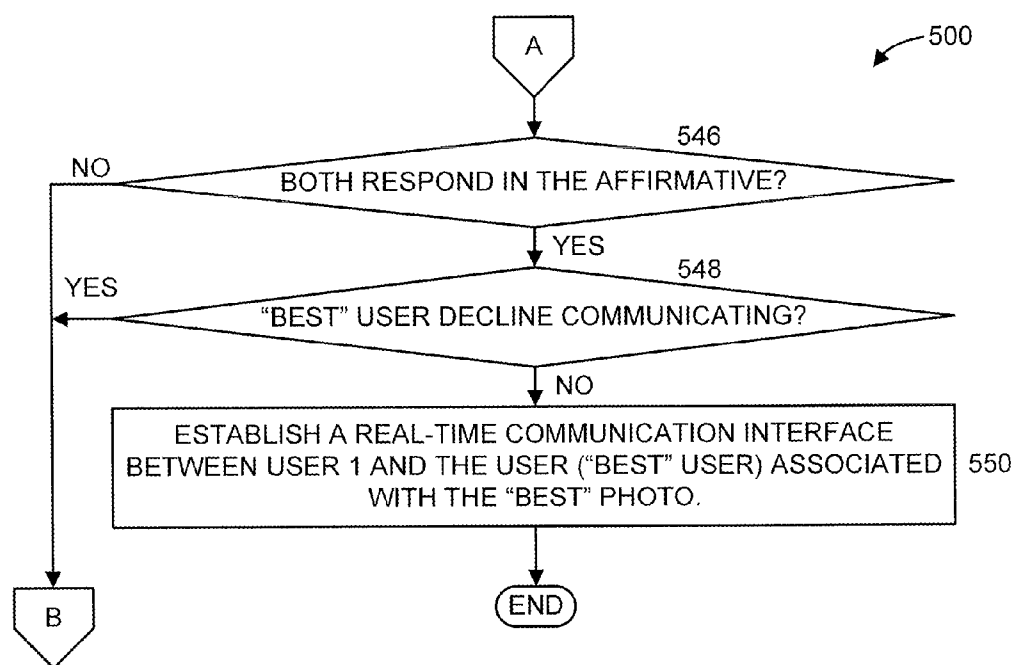 A
500
546
NO
BOTH RESPOND IN THE AFFIRMATIVE?
YES
548
YES
“BEST” USER DECLINE COMMUNICATING?
NO
ESTABLISH A REAL-TIME COMMUNICATION INTERFACE
BETWEEN USER 1 AND THE USER (“BEST” USER) ASSOCIATED
WITH THE “BEST” PHOTO.
550
END
B